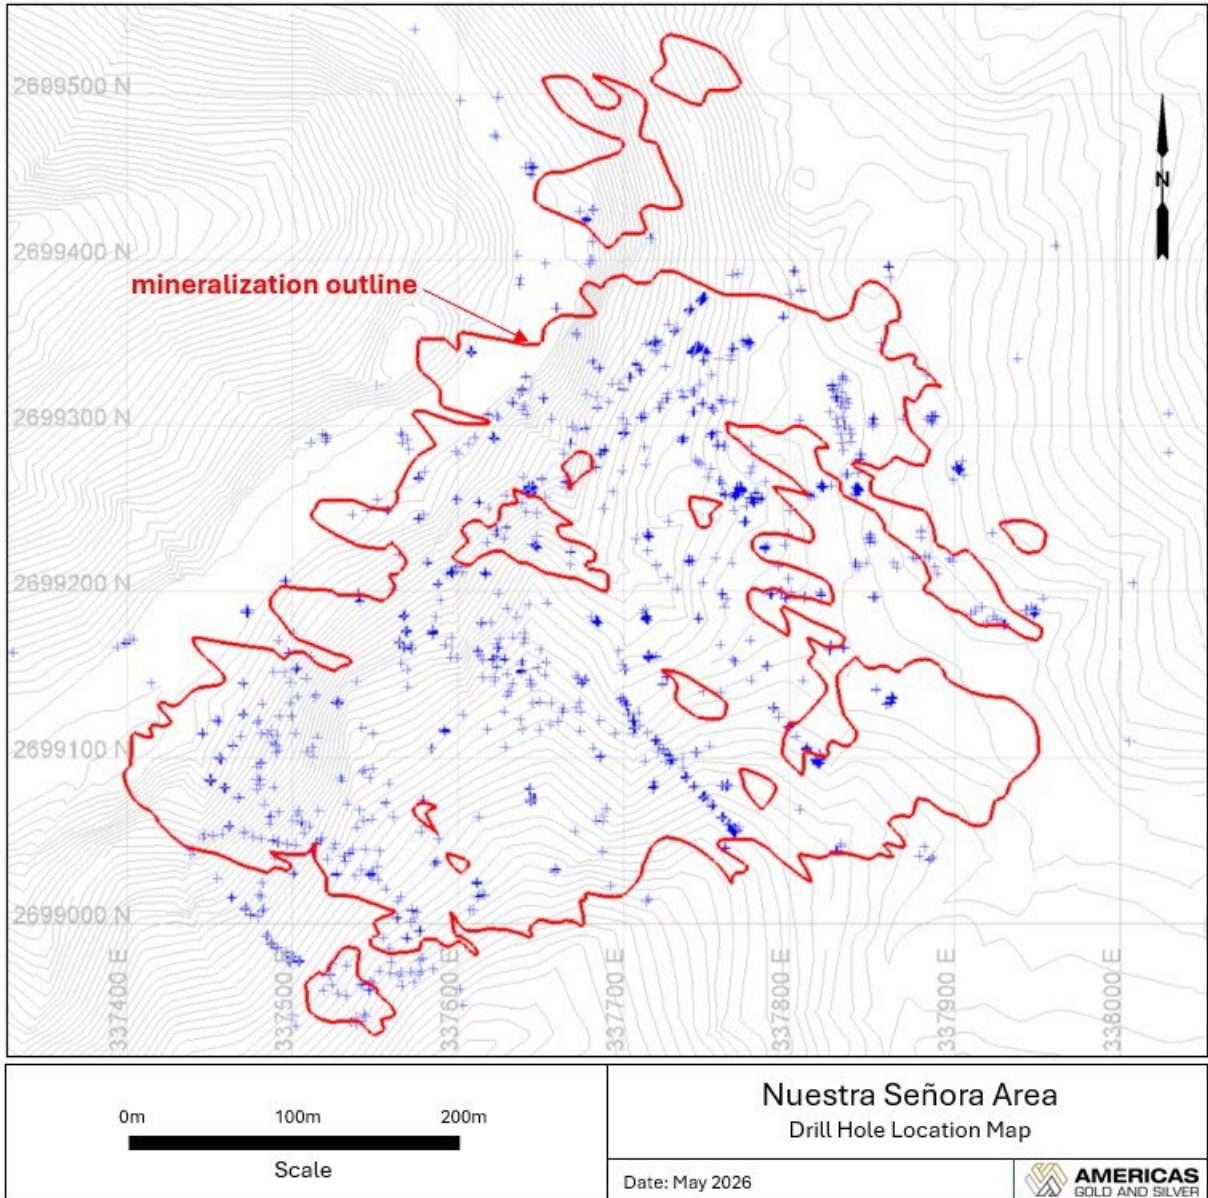 2699500 N
N
2699400 N
mineralization outline
2699300 N
2699200 N
2699100 N
2699000 N
337400 E
337500 E
337600 E
337700 E
337800 E
337900 E
338000 E
0m 100m 200m
Scale
Nuestra Señora Area
Drill Hole Location Map
Date: May 2026
AMERICAS
GOLD AND SILVER